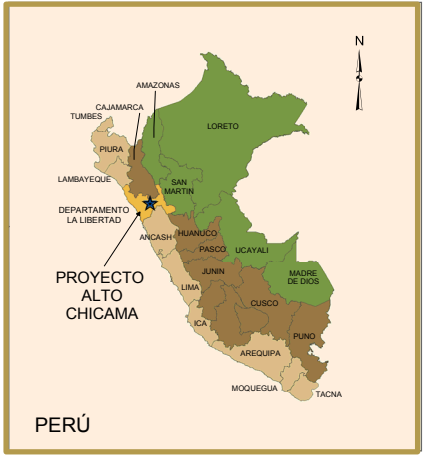 N
AMAZONAS
CAJAMARCA
TUMBES
LORETO
PIURA
LAMBAYEQUE
SAN
MARTIN
DEPARTAMENTO
LA LIBERTAD
HUANUCO
ANCASH
PASCO
UCAYALI
PROYECTO
ALTO
CHICAMA
JUNIN
MADRE
DE DIOS
LIMA
CUSCO
ICA
PUNO
AREQUIPA
MOQUEGUA
TACNA
PERÚ